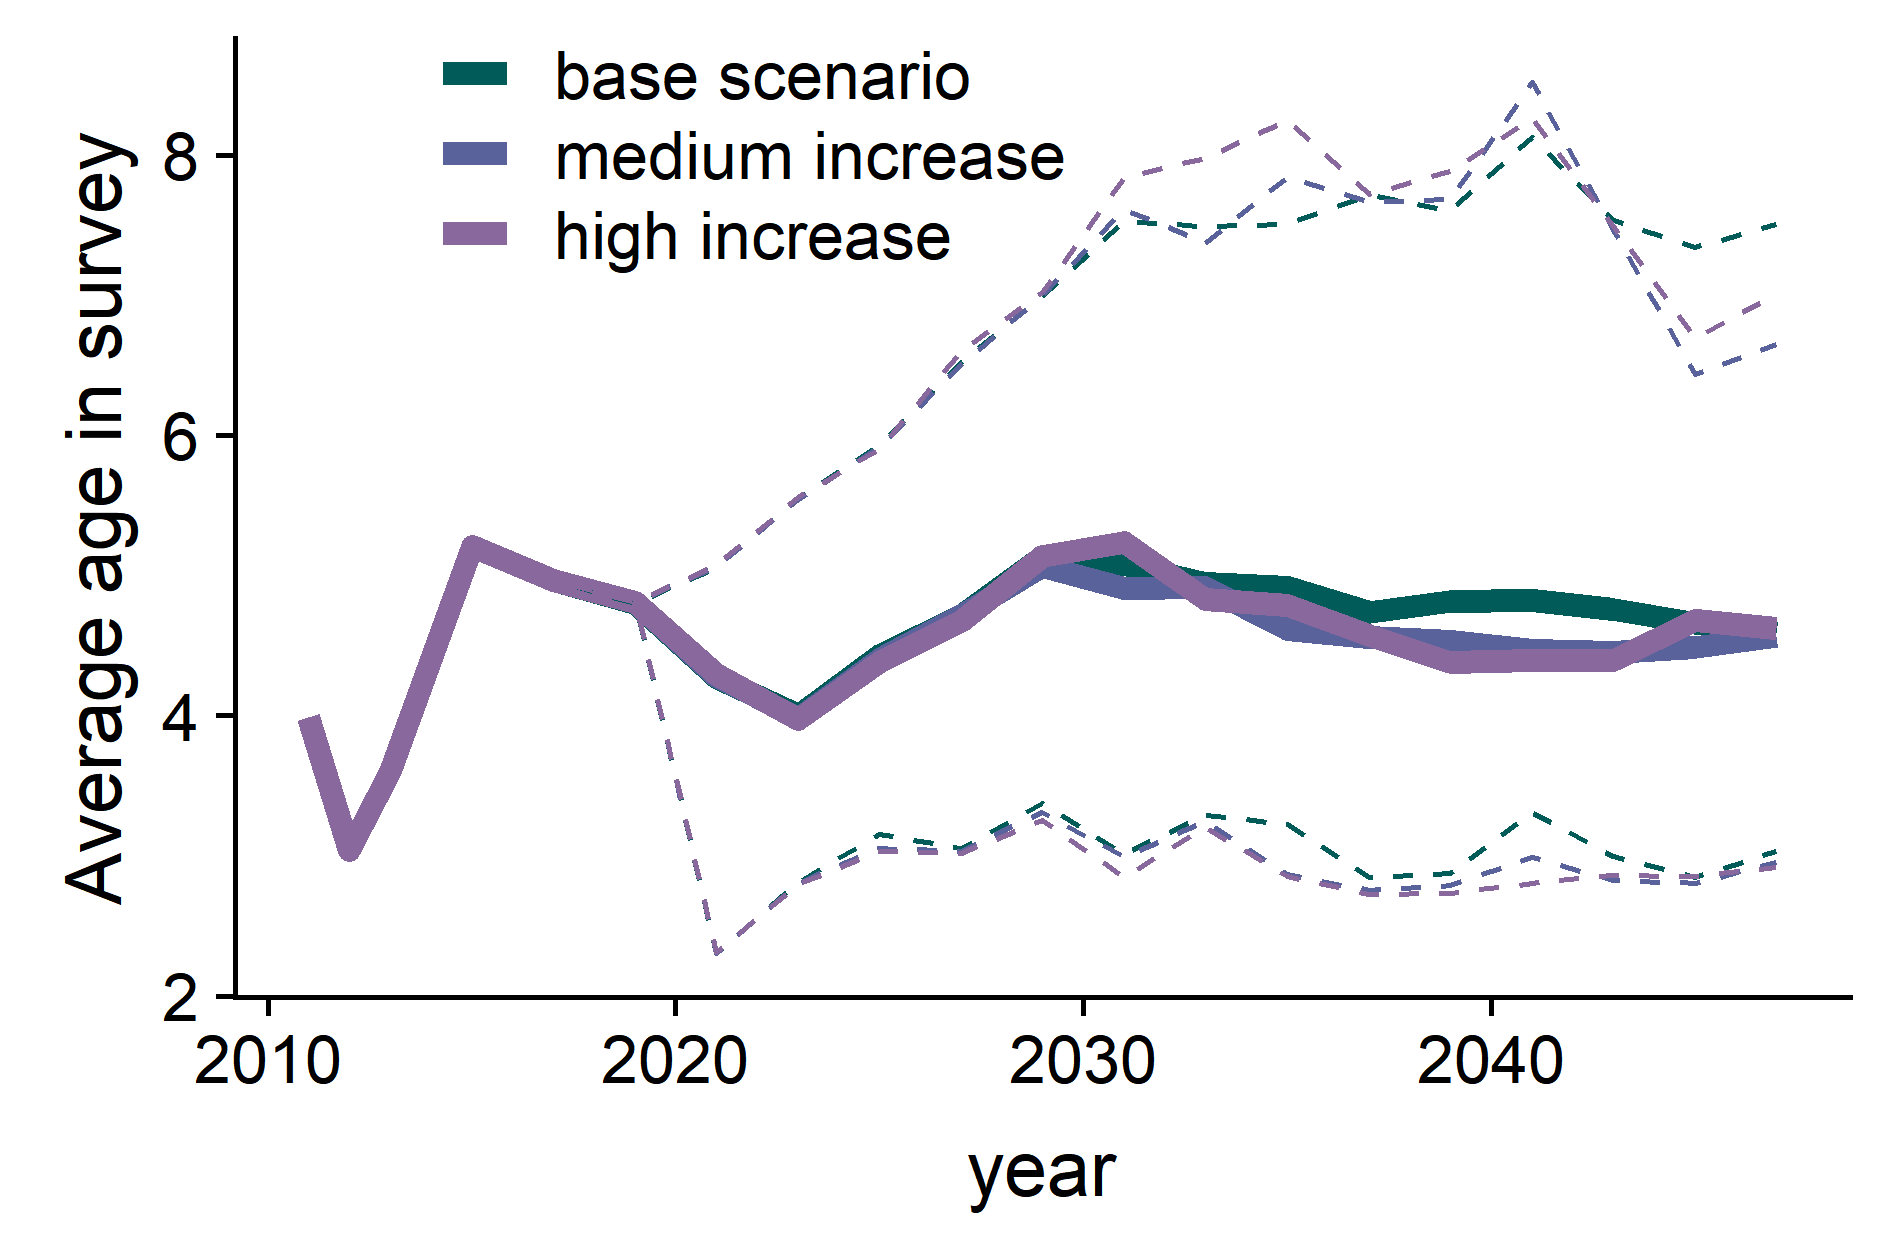 base scenario
medium increase
high increase
Average age in survey
8
6
4
2
2010 2020 2030 2040
year